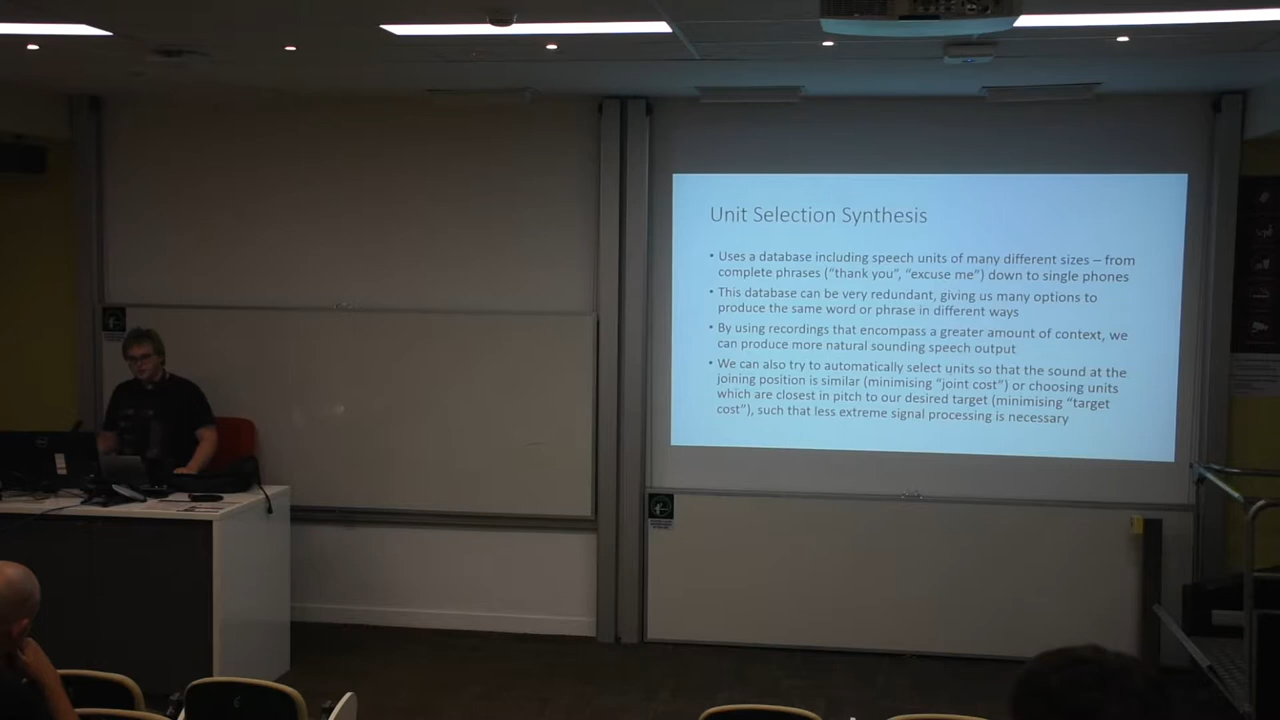 Unit Selection Synthesis
• Uses a database including speech units of many different sizes – from
complete phrases (“thank you”, “excuse me”) down to single phones
• This database can be very redundant, giving us many options to
produce the same word or phrase in different ways
• By using recordings that encompass a greater amount of context, we
can produce more natural sounding speech output
• We can also try to automatically select units so that the sound at the
joining position is similar (minimising “joint cost”) or choosing units
which are closest in pitch to our desired target (minimising “target
cost”), such that less extreme signal processing is necessary